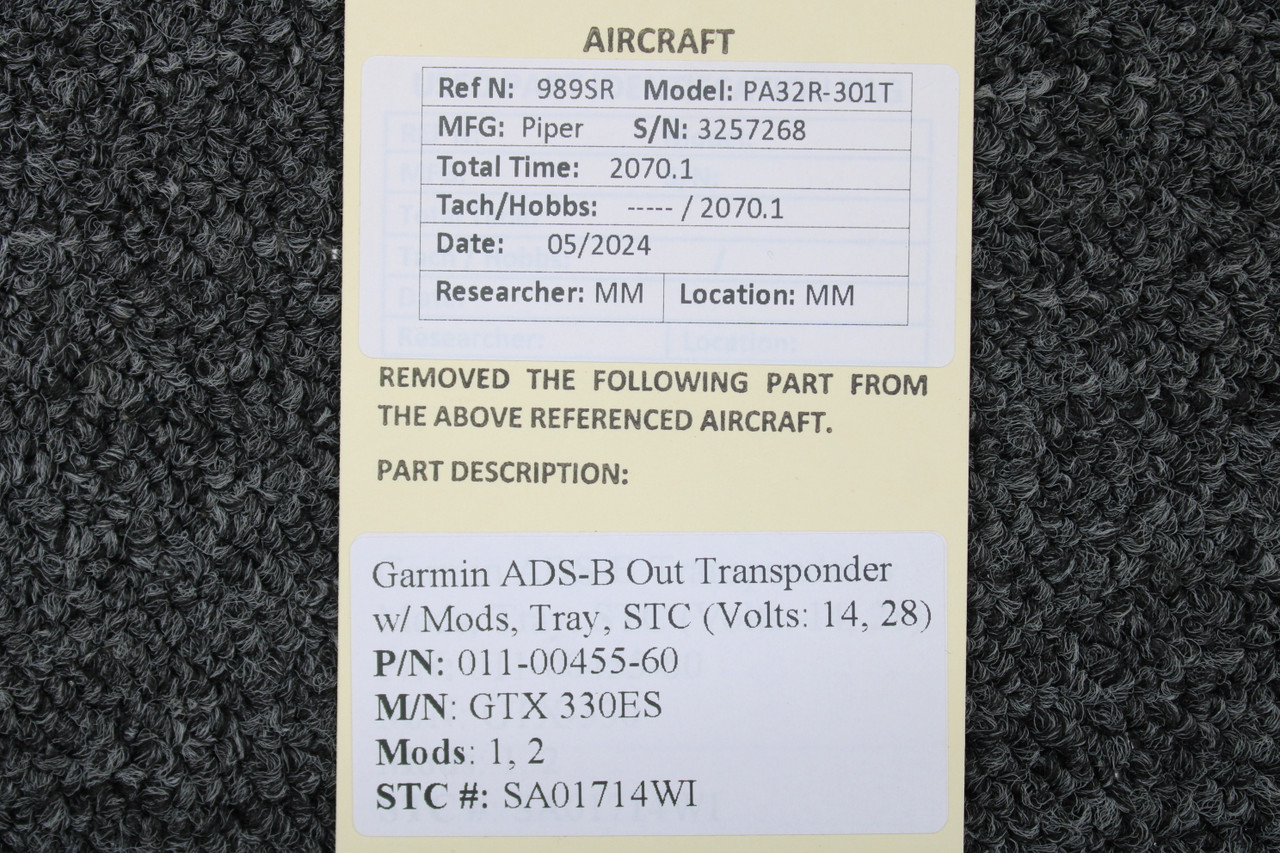 AIRCRAFT
Ref N: 989SR Model: PA32R-301T
MFG: Piper S/N: 3257268
Total Time: 2070.1
Tach/Hobbs: ----- / 2070.1
Date: 05/2024
Researcher: MM Location: MM
REMOVED THE FOLLOWING PART FROM
THE ABOVE REFERENCED AIRCRAFT.
PART DESCRIPTION:
Garmin ADS-B Out Transponder
w/ Mods, Tray, STC (Volts: 14, 28)
P/N: 011-00455-60
M/N: GTX 330ES
Mods: 1, 2
STC #: SA01714WI